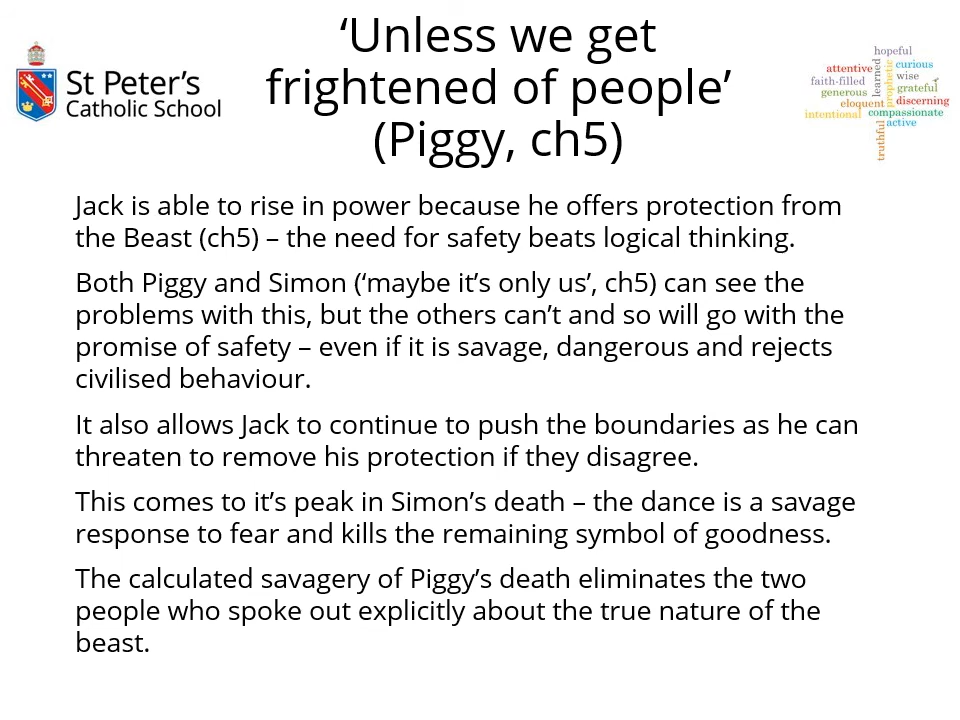 ‘Unless we get
frightened of people’
(Piggy, ch5)
St Peter’s
Catholic School
hopeful
attentive
learned
prophetic
curious
faith-filled
wise
generous
grateful
eloquent
discerning
intentional
compassionate
truthful
active
Jack is able to rise in power because he offers protection from
the Beast (ch5) – the need for safety beats logical thinking.
Both Piggy and Simon (‘maybe it’s only us’, ch5) can see the
problems with this, but the others can’t and so will go with the
promise of safety – even if it is savage, dangerous and rejects
civilised behaviour.
It also allows Jack to continue to push the boundaries as he can
threaten to remove his protection if they disagree.
This comes to it’s peak in Simon’s death – the dance is a savage
response to fear and kills the remaining symbol of goodness.
The calculated savagery of Piggy’s death eliminates the two
people who spoke out explicitly about the true nature of the
beast.